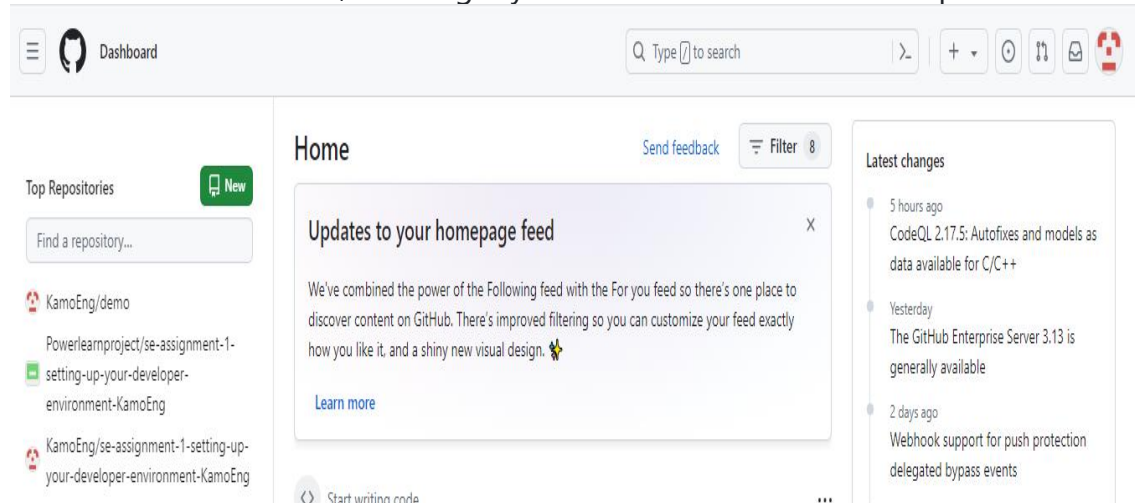 Dashboard
Type / to search
Top Repositories
New
Find a repository...
KamoEng/demo
Powerlearnproject/se-assignment-1-
setting-up-your-developer-
environment-KamoEng
KamoEng/se-assignment-1-setting-up-
your-developer-environment-KamoEng
Home
Send feedback
Filter 8
Updates to your homepage feed
We've combined the power of the Following feed with the For you feed so there's one place to
discover content on GitHub. There's improved filtering so you can customize your feed exactly
how you like it, and a shiny new visual design. ✨
Learn more
Start writing code
Latest changes
5 hours ago
CodeQL 2.17.5: Autofixes and models as
data available for C/C++
Yesterday
The GitHub Enterprise Server 3.13 is
generally available
2 days ago
Webhook support for push protection
delegated bypass events